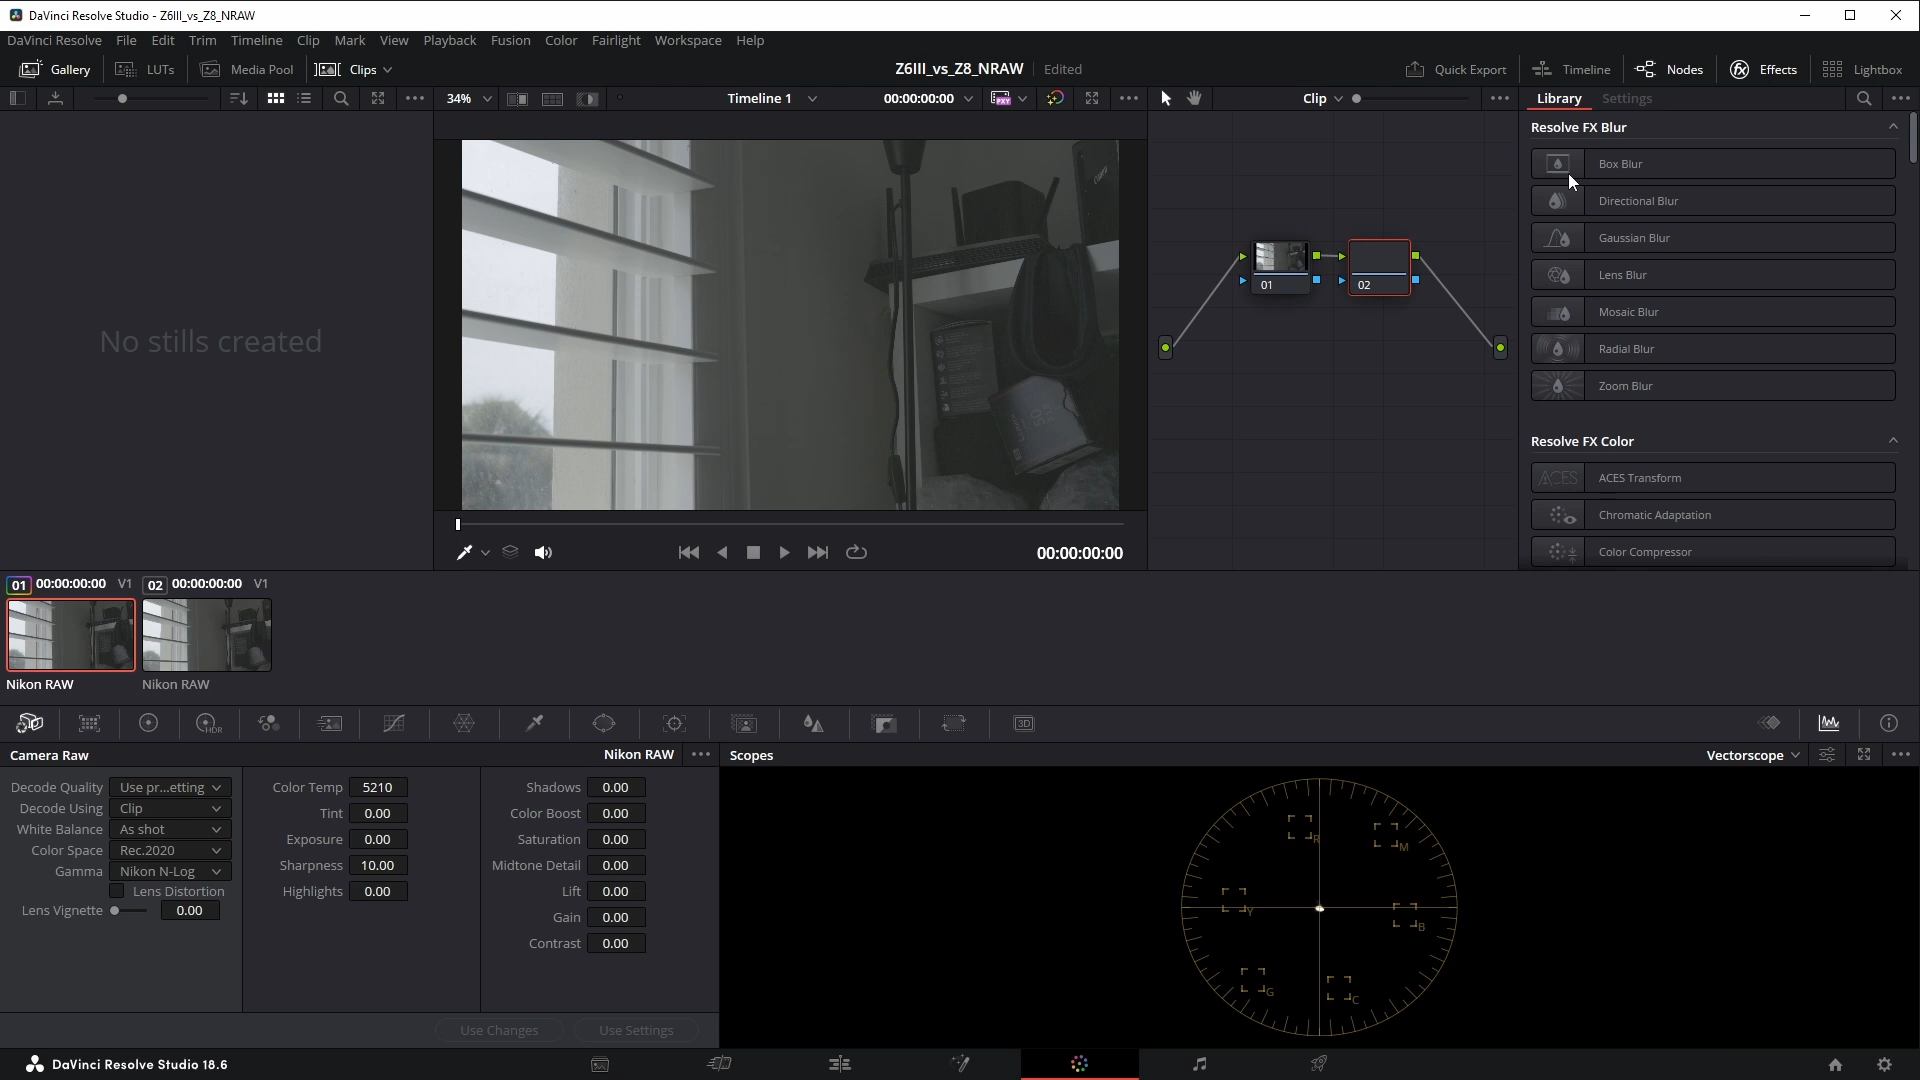 DaVinci Resolve Studio - Z6III_vs_Z8_NRAW
DaVinci Resolve File Edit Trim Timeline Clip Mark View Playback Fusion Color Fairlight Workspace Help
Gallery LUTs Media Pool Clips Z6III_vs_Z8_NRAW Edited Quick Export Timeline Nodes Effects Lightbox
34% Timeline 1 00:00:00:00 PXY Clip Library Settings
Resolve FX Blur
Box Blur
Directional Blur
Gaussian Blur
Lens Blur
Mosaic Blur
Radial Blur
Zoom Blur
Resolve FX Color
ACES ACES Transform
Chromatic Adaptation
Color Compressor
No stills created
01 02
00:00:00:00
01 00:00:00:00 V1 02 00:00:00:00 V1
Nikon RAW Nikon RAW
HDR 3D
Camera Raw Nikon RAW Scopes Vectorscope
Decode Quality Use pr...etting
Decode Using Clip
White Balance As shot
Color Space Rec.2020
Gamma Nikon N-Log
Lens Distortion
Lens Vignette 0.00
Color Temp 5210
Tint 0.00
Exposure 0.00
Sharpness 10.00
Highlights 0.00
Shadows 0.00
Color Boost 0.00
Saturation 0.00
Midtone Detail 0.00
Lift 0.00
Gain 0.00
Contrast 0.00
R
M
Y
B
G
C
Use Changes Use Settings
DaVinci Resolve Studio 18.6